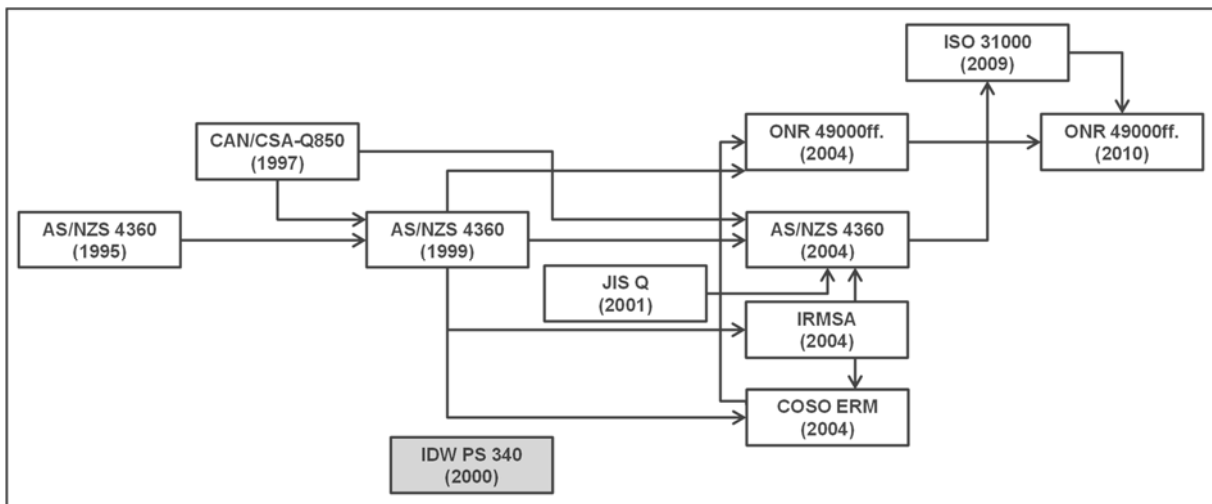 ISO 31000
(2009)
CAN/CSA-Q850
(1997)
ONR 49000ff.
(2004)
ONR 49000ff.
(2010)
AS/NZS 4360
(1995)
AS/NZS 4360
(1999)
AS/NZS 4360
(2004)
JIS Q
(2001)
IRMSA
(2004)
COSO ERM
(2004)
IDW PS 340
(2000)